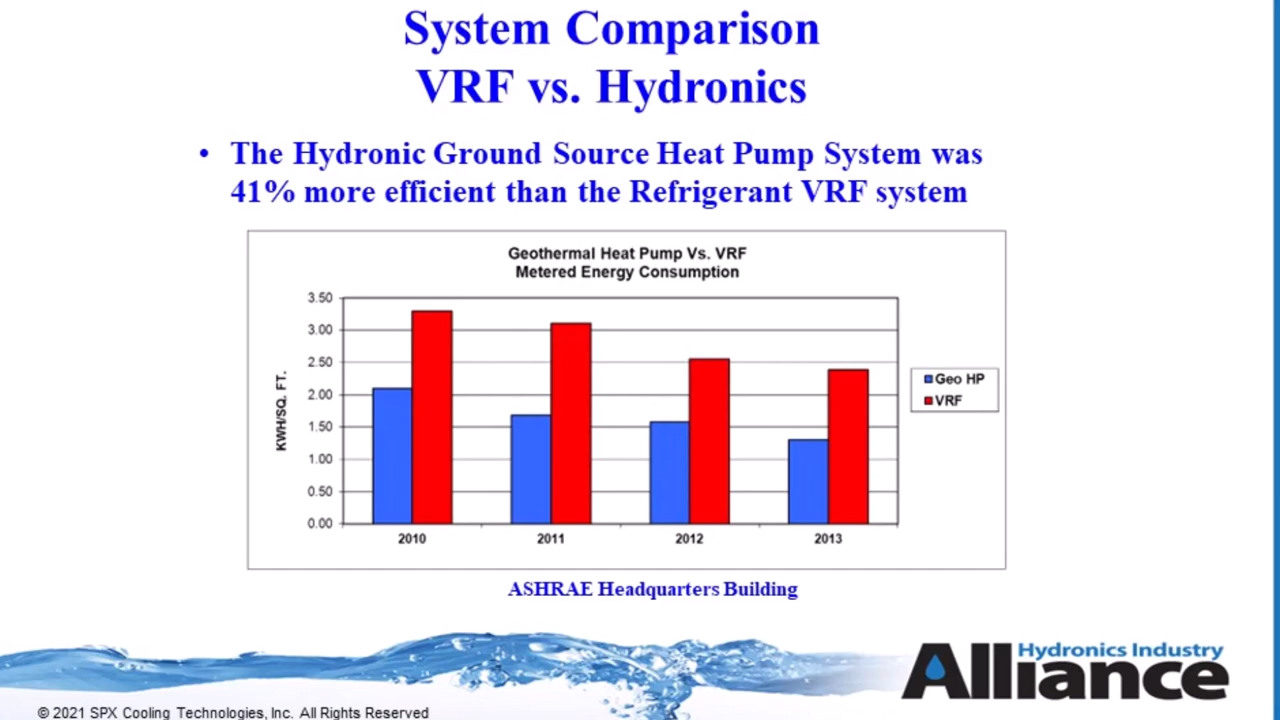 System Comparison
VRF vs. Hydronics
• The Hydronic Ground Source Heat Pump System was
41% more efficient than the Refrigerant VRF system
Geothermal Heat Pump Vs. VRF
Metered Energy Consumption
KWH/SQ. FT.
3.50
3.00
2.50
2.00
1.50
1.00
0.50
0.00
2010 2011 2012 2013
Geo HP
VRF
ASHRAE Headquarters Building
Hydronics Industry
Alliance
© 2021 SPX Cooling Technologies, Inc. All Rights Reserved